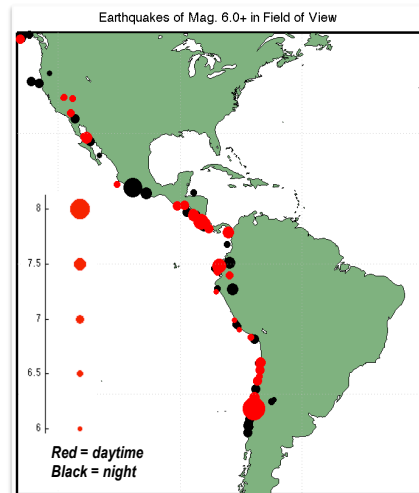 Earthquakes of Mag. 6.0+ in Field of View
8
7.5
7
6.5
6
Red = daytime
Black = night